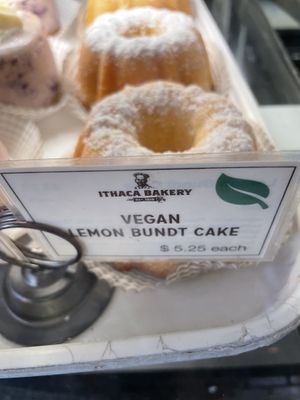 ITHACA BAKERY
VEGAN
LEMON BUNDT CAKE
$ 5.25 each